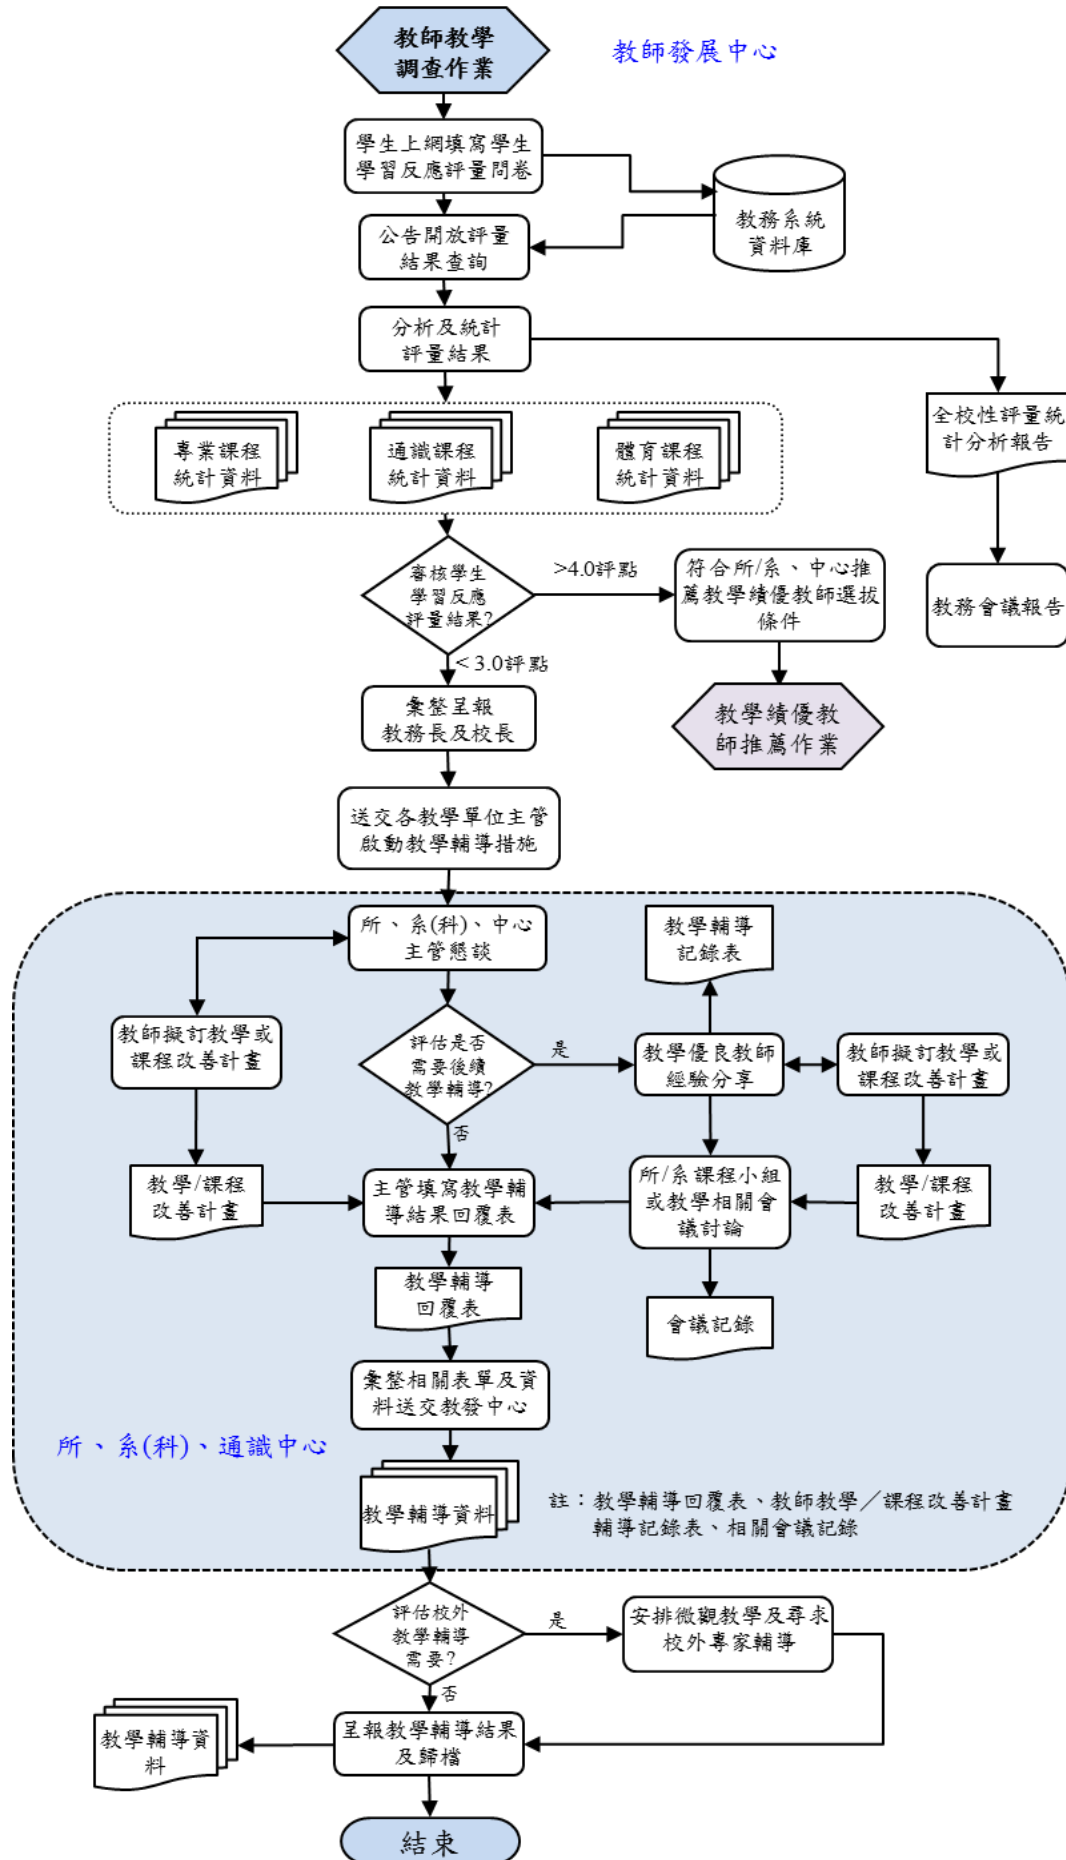 教師教學
調查作業
教師發展中心
學生上網填寫學生
學習反應評量問卷
教務系統
資料庫
公告開放評量
結果查詢
分析及統計
評量結果
全校性評量統
計分析報告
專業課程
統計資料
通識課程
統計資料
體育課程
統計資料
審核學生
學習反應
評量結果?
>4.0評點
符合所/系、中心推
薦教學績優教師選拔
條件
教務會議報告
<3.0評點
彙整呈報
教務長及校長
教學績優教
師推薦作業
送交各教學單位主管
啟動教學輔導措施
所、系(科)、中心
主管懇談
教學輔導
記錄表
教師擬訂教學或
課程改善計畫
評估是否
需要後續
教學輔導?
是
教學優良教師
經驗分享
教師擬訂教學或
課程改善計畫
否
教學/課程
改善計畫
主管填寫教學輔
導結果回覆表
所/系課程小組
或教學相關會
議討論
教學/課程
改善計畫
教學輔導
回覆表
會議記錄
彙整相關表單及資
料送交教發中心
所、系(科)、通識中心
教學輔導資料
註：教學輔導回覆表、教師教學／課程改善計畫
輔導記錄表、相關會議記錄
評估校外
教學輔導
需要?
是
安排微觀教學及尋求
校外專家輔導
否
教學輔導資
料
呈報教學輔導結果
及歸檔
結束